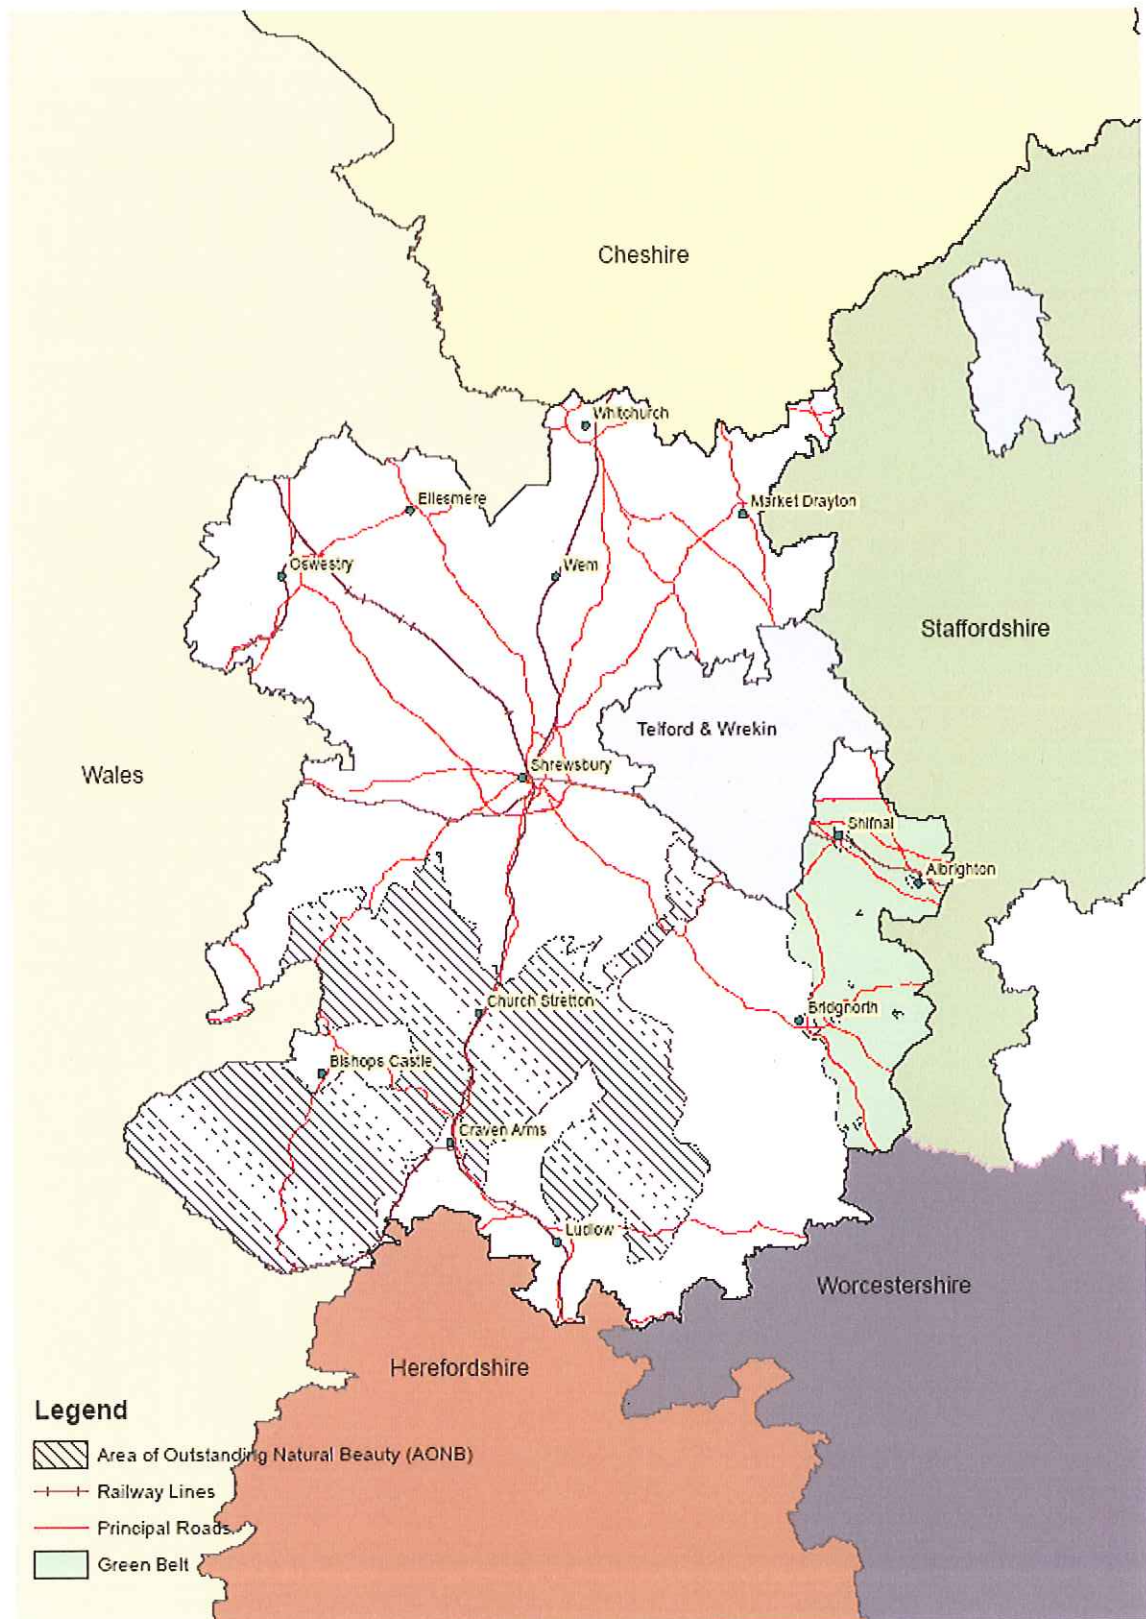 Cheshire
Whitchurch
Ellesmere
Market Drayton
Oswestry
Wem
Staffordshire
Telford & Wrekin
Wales
Shrewsbury
Shifnal
Albrighton
Church Stretton
Bridgnorth
Bishops Castle
Craven Arms
Ludlow
Worcestershire
Herefordshire
Legend
Area of Outstanding Natural Beauty (AONB)
Railway Lines
Principal Roads
Green Belt